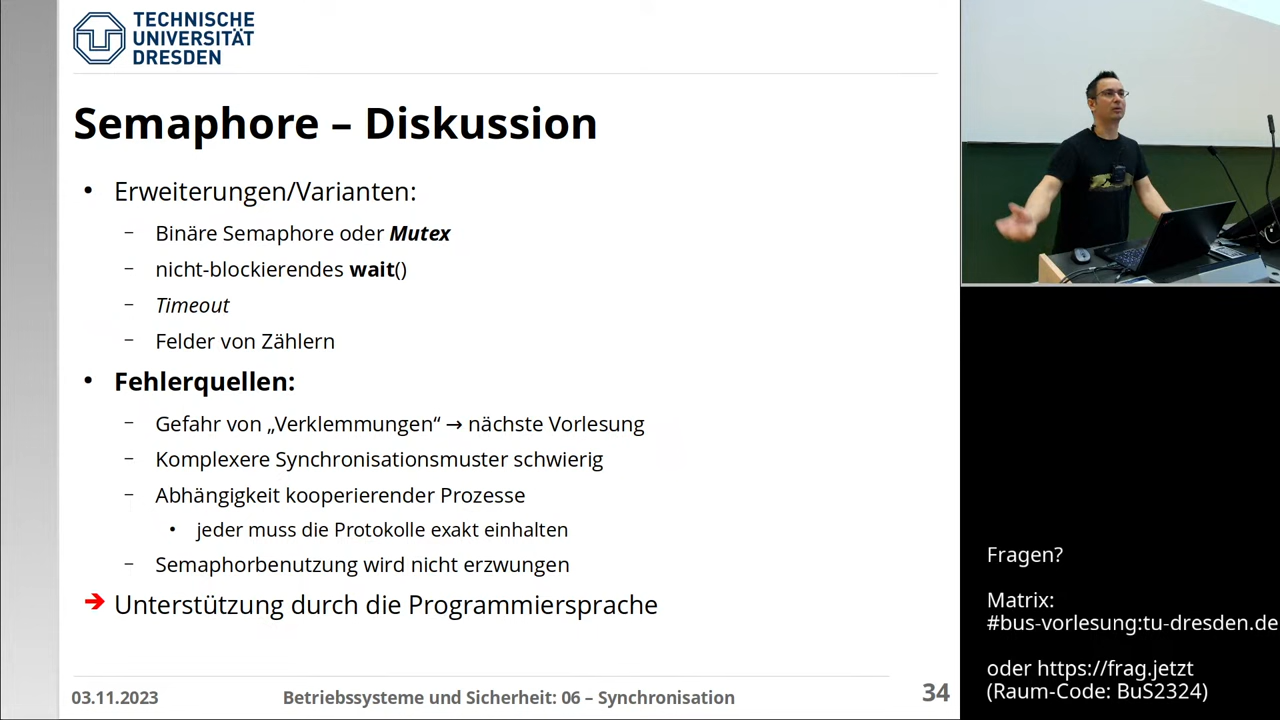 TECHNISCHE
UNIVERSITÄT
DRESDEN
Semaphore – Diskussion
• Erweiterungen/Varianten:
– Binäre Semaphore oder Mutex
– nicht-blockierendes wait()
– Timeout
– Felder von Zählern
• Fehlerquellen:
– Gefahr von „Verklemmungen“ → nächste Vorlesung
– Komplexere Synchronisationsmuster schwierig
– Abhängigkeit kooperierender Prozesse
• jeder muss die Protokolle exakt einhalten
– Semaphorbenutzung wird nicht erzwungen
➔ Unterstützung durch die Programmiersprache
03.11.2023 Betriebssysteme und Sicherheit: 06 – Synchronisation 34
Fragen?
Matrix:
#bus-vorlesung:tu-dresden.de
oder https://frag.jetzt
(Raum-Code: BuS2324)